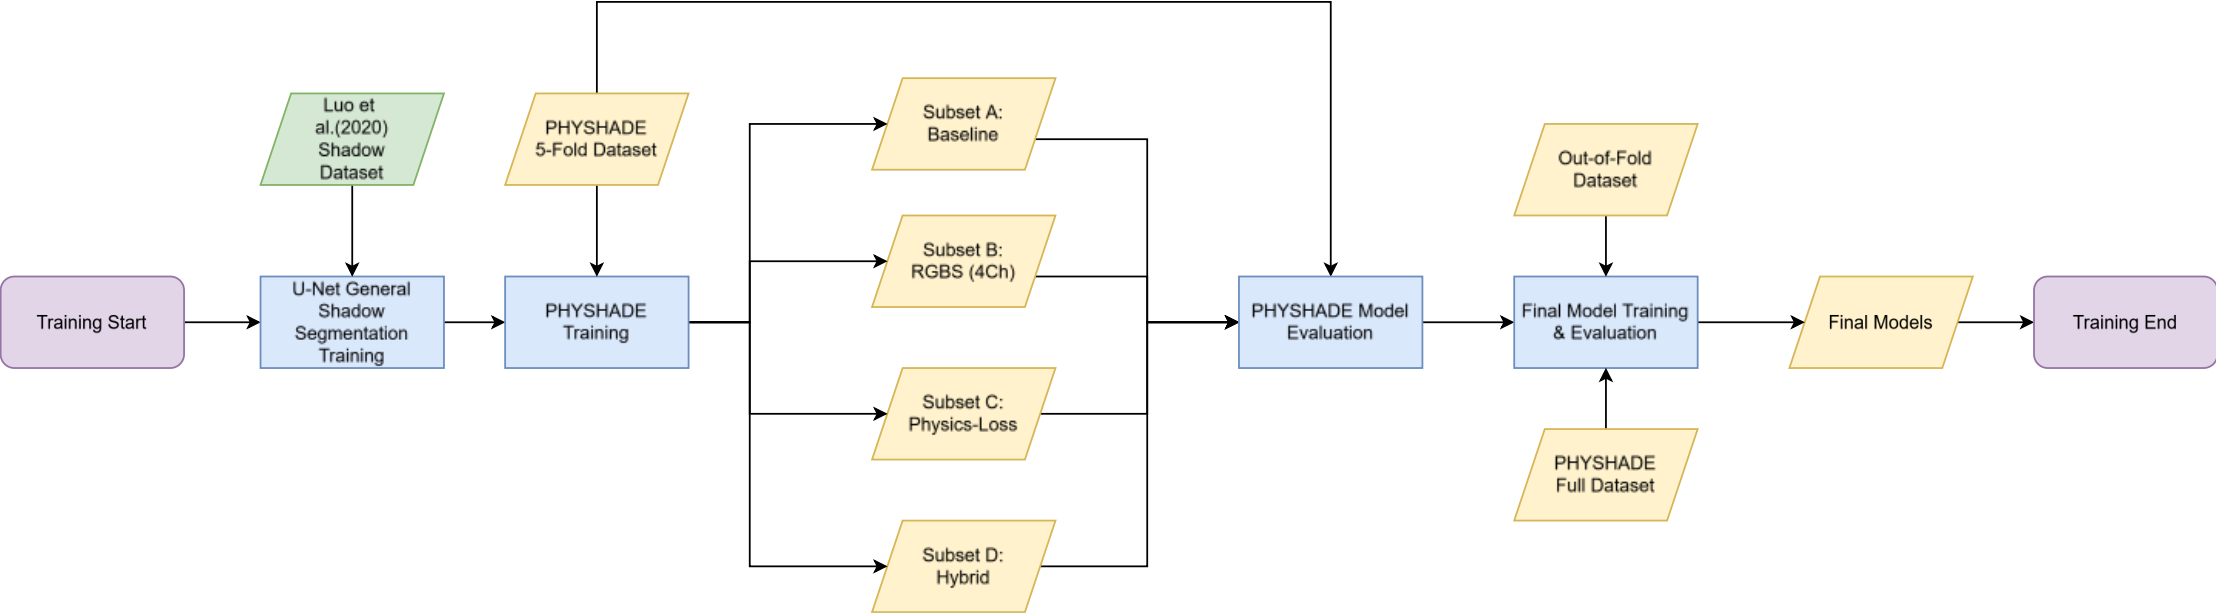 Training Start
Luo et
al.(2020)
Shadow
Dataset
U-Net General
Shadow
Segmentation
Training
PHYSHADE
5-Fold Dataset
PHYSHADE
Training
Subset A:
Baseline
Subset B:
RGBS (4Ch)
Subset C:
Physics-Loss
Subset D:
Hybrid
PHYSHADE Model
Evaluation
Out-of-Fold
Dataset
Final Model Training
& Evaluation
PHYSHADE
Full Dataset
Final Models
Training End